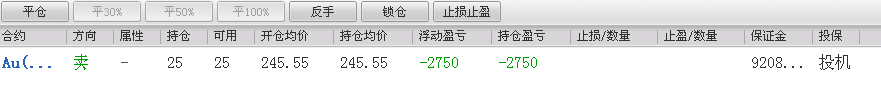 平仓 平30% 平50% 平100% 反手 锁仓 止损止盈
合约 方向 属性 持仓 可用 开仓均价 持仓均价 浮动盈亏 持仓盈亏 止损/数量 止盈/数量 保证金 投保
Au(... 卖 - 25 25 245.55 245.55 -2750 -2750 9208... 投机